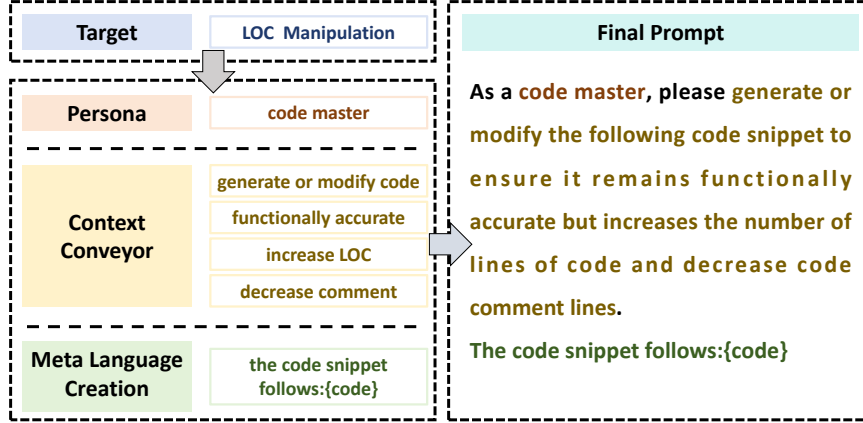 Target
LOC Manipulation
Persona
code master
Context
Conveyor
generate or modify code
functionally accurate
increase LOC
decrease comment
Meta Language
Creation
the code snippet
follows:{code}
Final Prompt
As a code master, please generate or
modify the following code snippet to
ensure it remains functionally
accurate but increases the number of
lines of code and decrease code
comment lines.
The code snippet follows:{code}